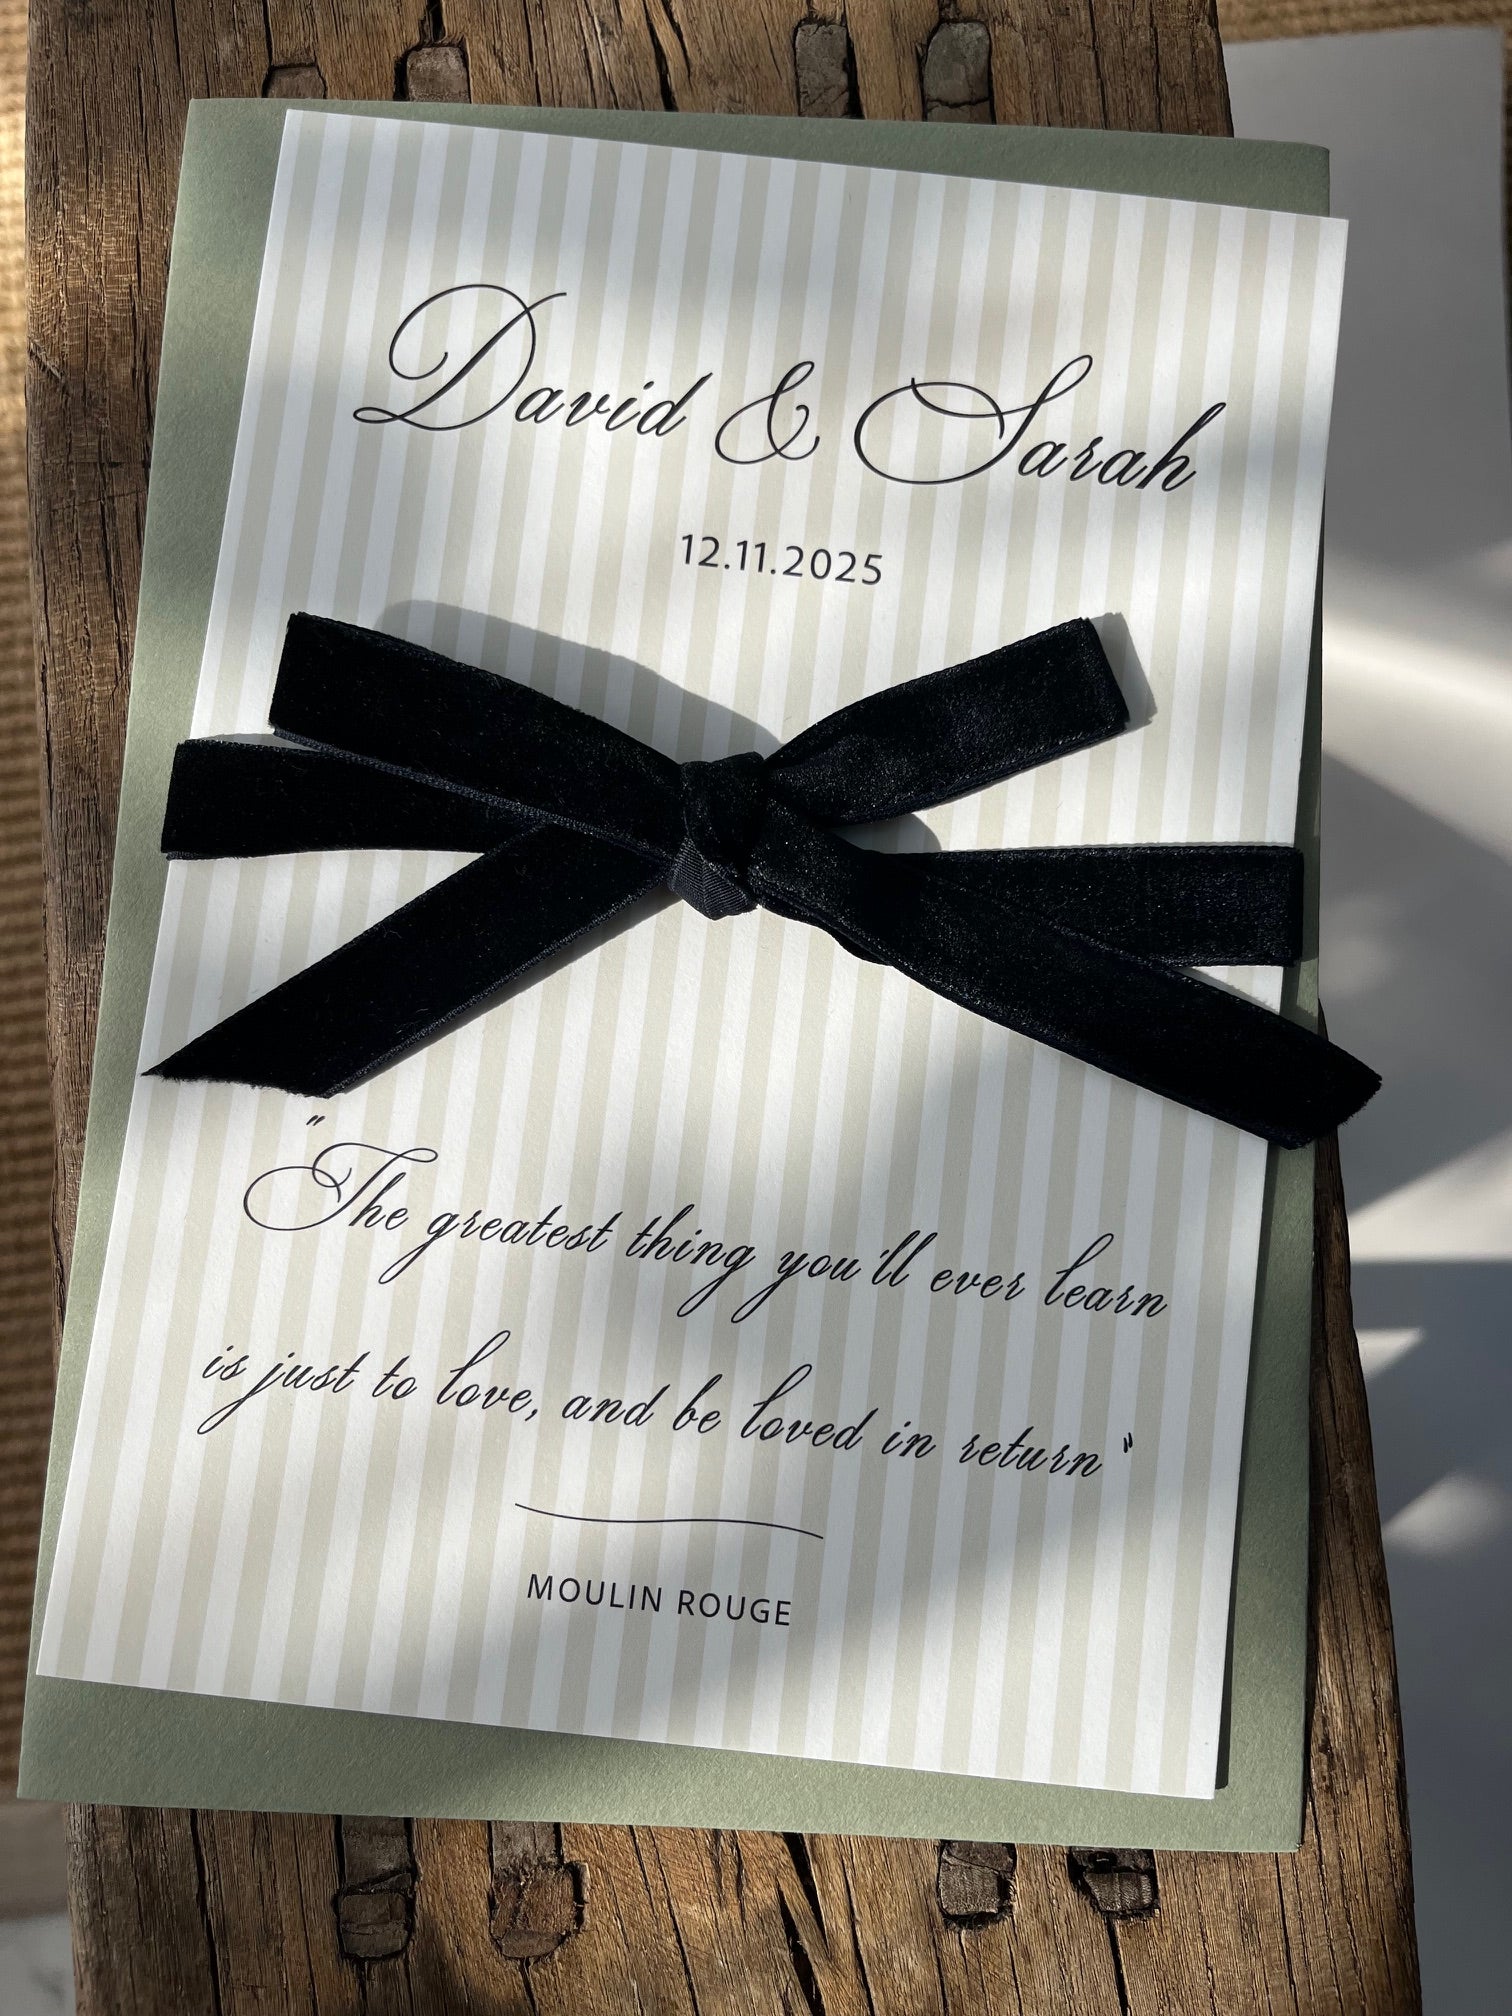 David & Sarah
12.11.2025
"The greatest thing you'll ever learn
is just to love, and be loved in return"
MOULIN ROUGE